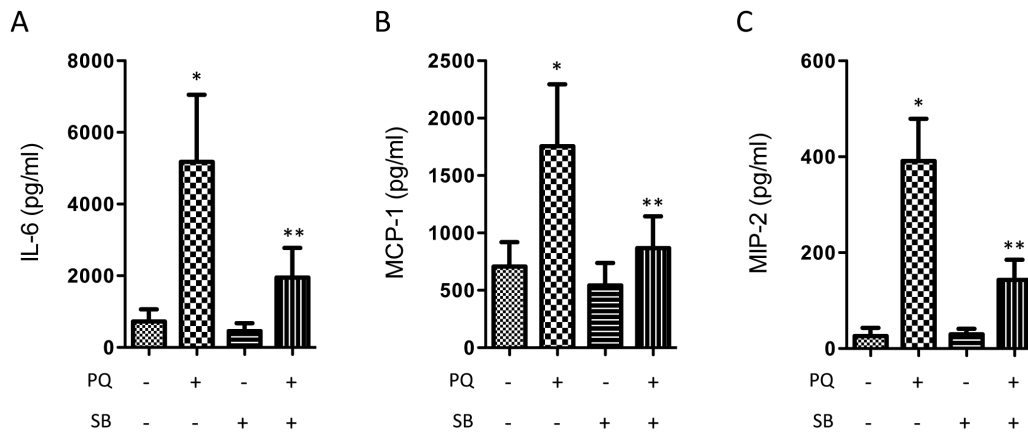 A
IL-6 (pg/ml)
8000
6000
4000
2000
0
*
**
PQ - + - +
SB - - + +
B
MCP-1 (pg/ml)
2500
2000
1500
1000
500
0
*
**
PQ - + - +
SB - - + +
C
MIP-2 (pg/ml)
600
400
200
0
*
**
PQ - + - +
SB - - + +